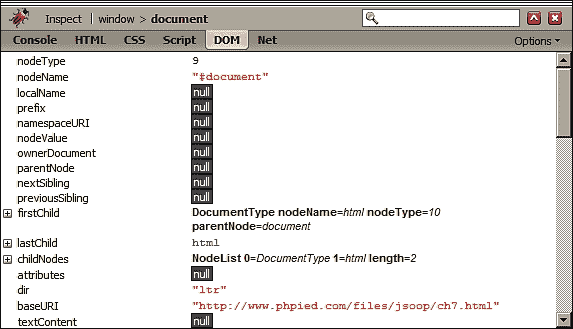 Inspect window > document
Console HTML CSS Script DOM Net Options
nodeType 9
nodeName "#document"
localName null
prefix null
namespaceURI null
nodeValue null
ownerDocument null
parentNode null
nextSibling null
previousSibling null
firstChild DocumentType nodeName=html nodeType=10
parentNode=document
lastChild html
childNodes NodeList 0=DocumentType 1=html length=2
attributes null
dir "ltr"
baseURI "http://www.phpied.com/files/jsoop/ch7.html"
textContent null